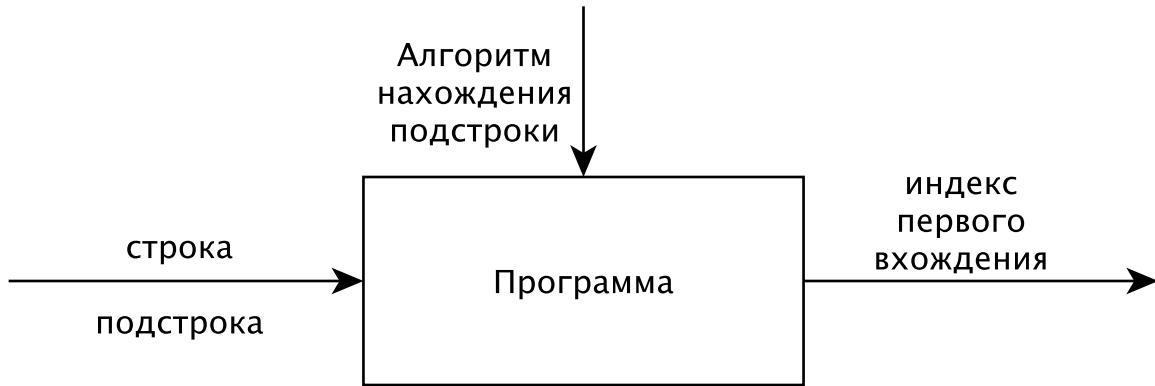 Алгоритм
нахождения
подстроки
строка
подстрока
Программа
индекс
первого
вхождения